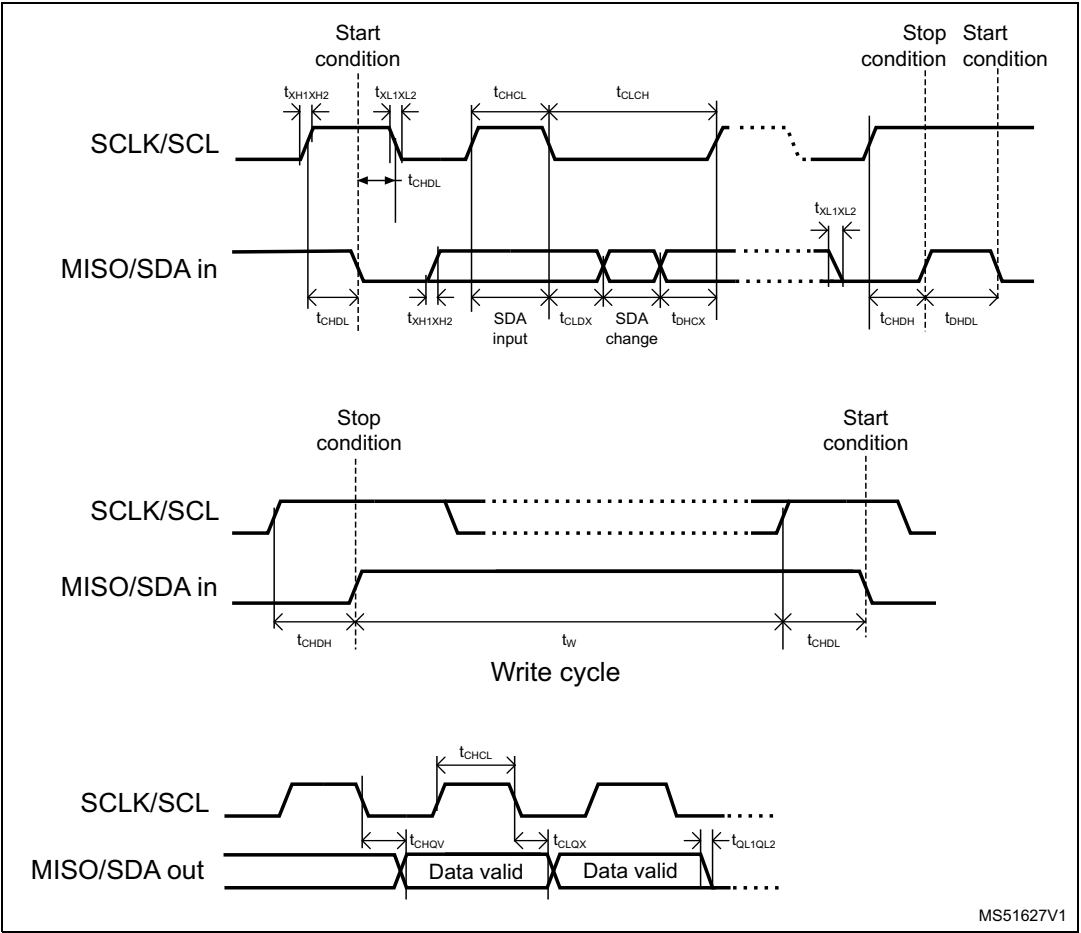 Start
condition
Stop Start
condition condition
tXH1XH2 tXL1XL2 tCHCL tCLCH
SCLK/SCL
tCHDL
tXL1XL2
MISO/SDA in
tCHDL tXH1XH2 SDA input tCLDX SDA change tDHCX tCHDH tDHDL
Stop
condition
Start
condition
SCLK/SCL
MISO/SDA in
tCHDH tW tCHDL
Write cycle
tCHCL
SCLK/SCL
tCHQV tCLQX tQL1QL2
MISO/SDA out Data valid Data valid
MS51627V1